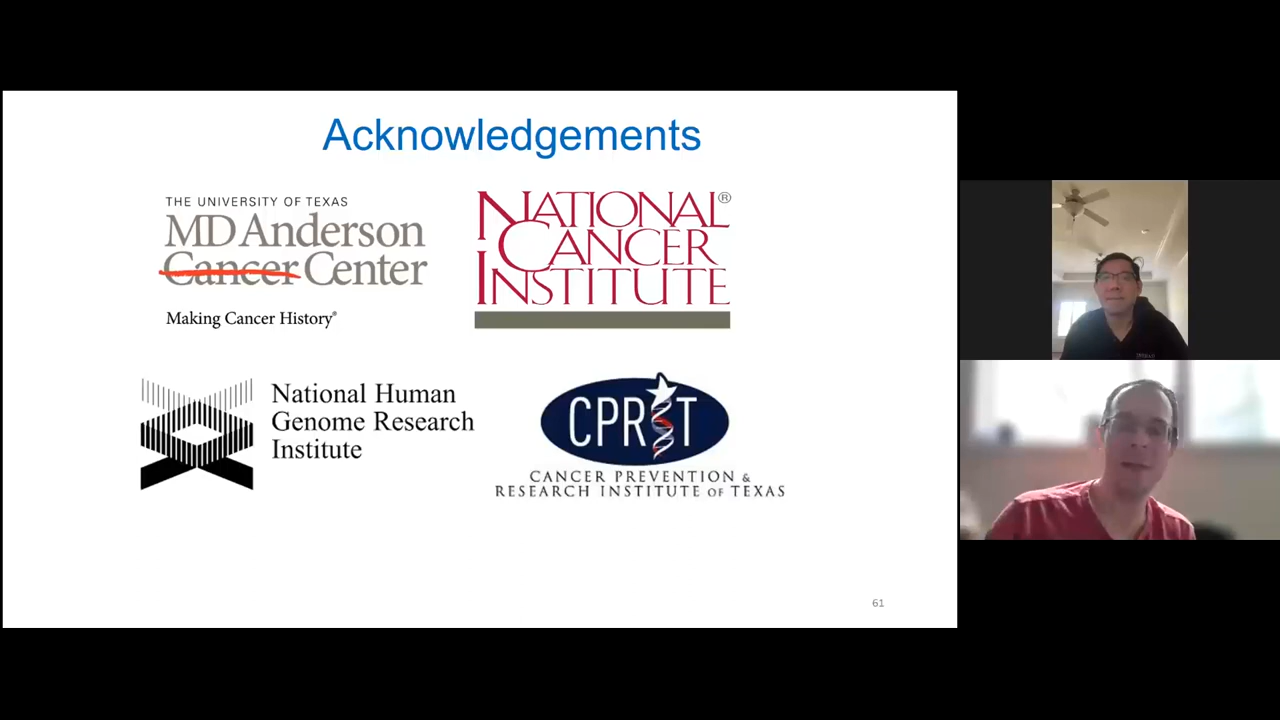 Acknowledgements
THE UNIVERSITY OF TEXAS
MD Anderson
Cancer Center
Making Cancer History®
NATIONAL®
CANCER
INSTITUTE
National Human
Genome Research
Institute
CPRIT
CANCER PREVENTION &
RESEARCH INSTITUTE OF TEXAS
61